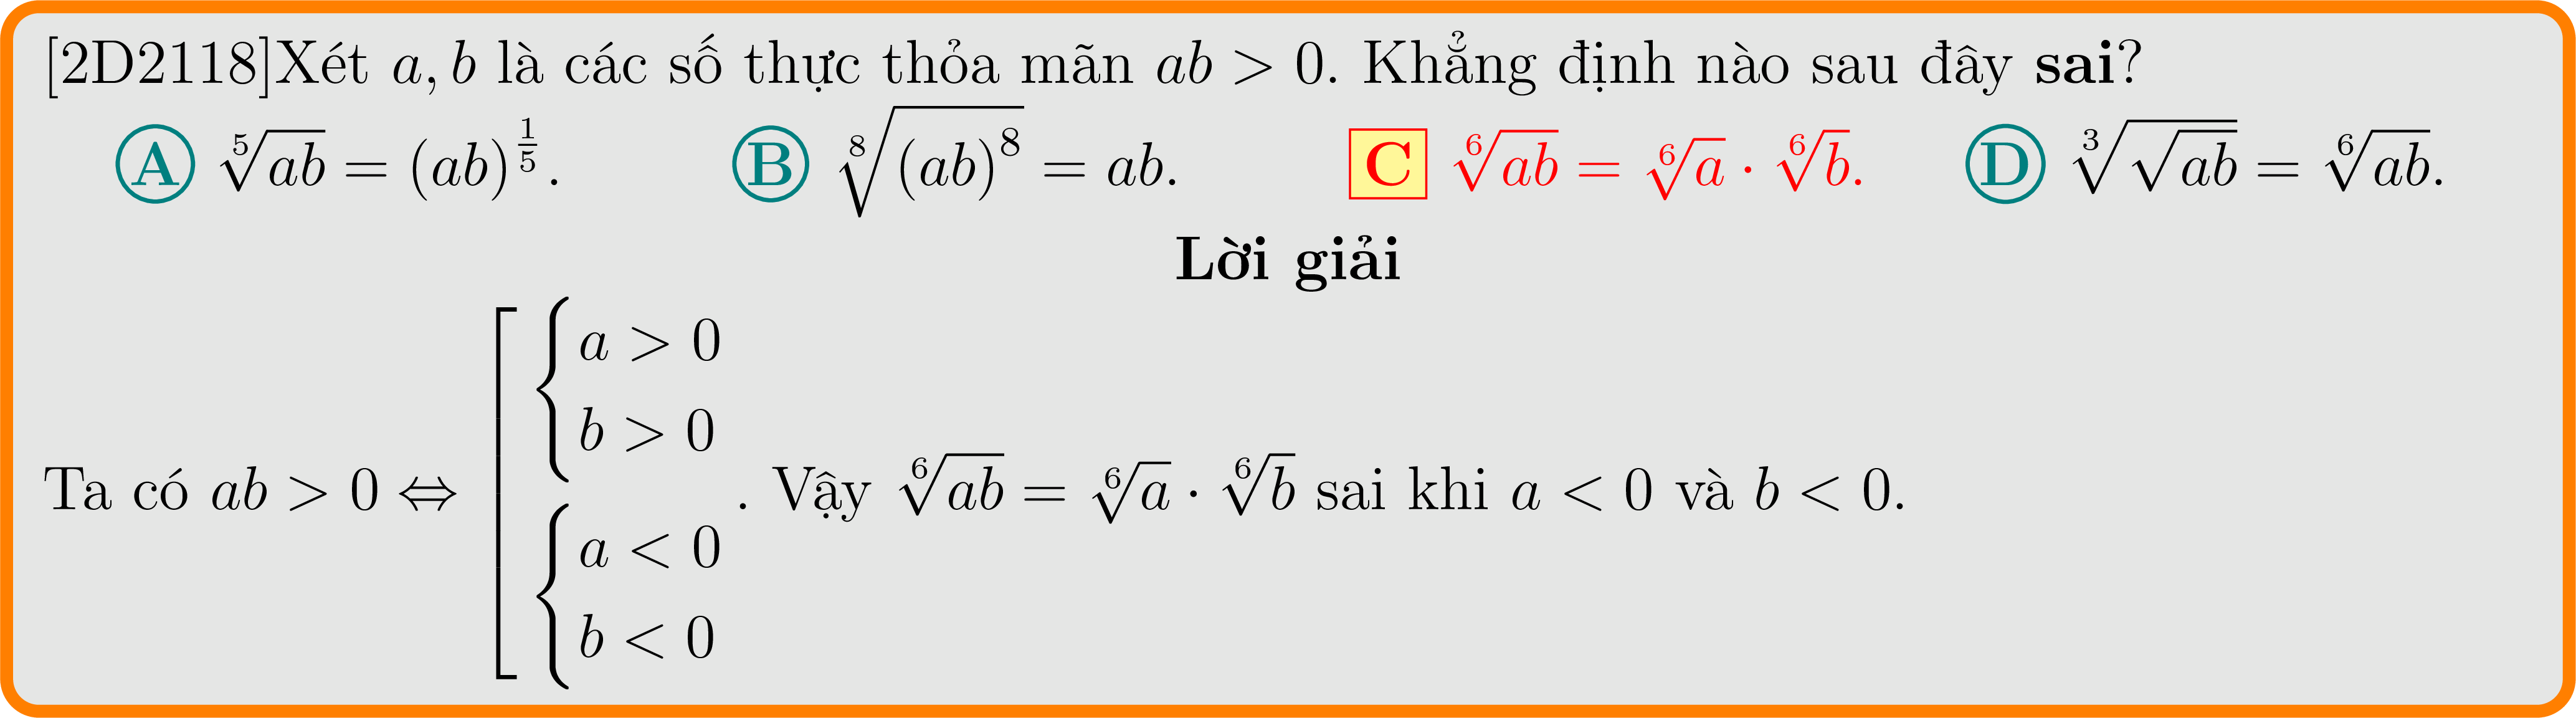 [2D2118]Xét a, b là các số thực thỏa mãn ab > 0. Khẳng định nào sau đây sai?
A $\sqrt[5]{ab} = (ab)^{\frac{1}{5}}$. B $\sqrt[8]{(ab)^8} = ab$. C $\sqrt[6]{ab} = \sqrt[6]{a} \cdot \sqrt[6]{b}$. D $\sqrt[3]{\sqrt{ab}} = \sqrt[6]{ab}$.
Lời giải
Ta có $ab > 0 \Leftrightarrow \left[\begin{array}{l} \begin{cases} a > 0 \\ b > 0 \end{cases} \\ \begin{cases} a < 0 \\ b < 0 \end{cases} \end{array}\right.$. Vậy $\sqrt[6]{ab} = \sqrt[6]{a} \cdot \sqrt[6]{b}$ sai khi $a < 0$ và $b < 0$.